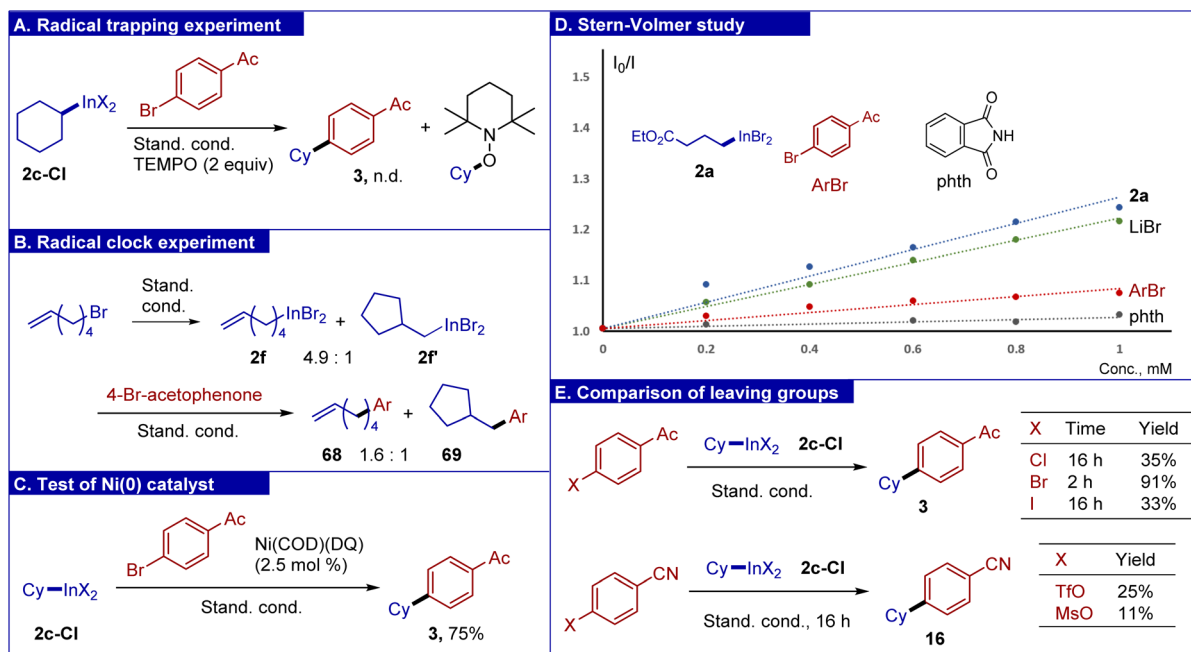 A. Radical trapping experiment
InX2
2c-Cl
Br
Ac
Stand. cond.
TEMPO (2 equiv)
Ac
Cy
3, n.d.
+
N
O
Cy
B. Radical clock experiment
Br
4
Stand.
cond.
InBr2
4
+
InBr2
2f
4.9 : 1
2f'
4-Br-acetophenone
Stand. cond.
Ar
4
+
Ar
68
1.6 : 1
69
C. Test of Ni(0) catalyst
Cy InX2
2c-Cl
Br
Ac
Ni(COD)(DQ)
(2.5 mol %)
Stand. cond.
Ac
Cy
3, 75%
D. Stern-Volmer study
I0/I
1.5
1.4
1.3
1.2
1.1
1.0
EtO2C
InBr2
2a
Ac
Br
ArBr
O
NH
O
phth
2a
LiBr
ArBr
phth
0
0.2
0.4
0.6
0.8
1
Conc., mM
E. Comparison of leaving groups
Ac
X
Cy InX2 2c-Cl
Stand. cond.
Ac
Cy
3
X Time Yield
Cl 16 h 35%
Br 2 h 91%
I 16 h 33%
CN
X
Cy InX2 2c-Cl
Stand. cond., 16 h
CN
Cy
16
X Yield
TfO 25%
MsO 11%